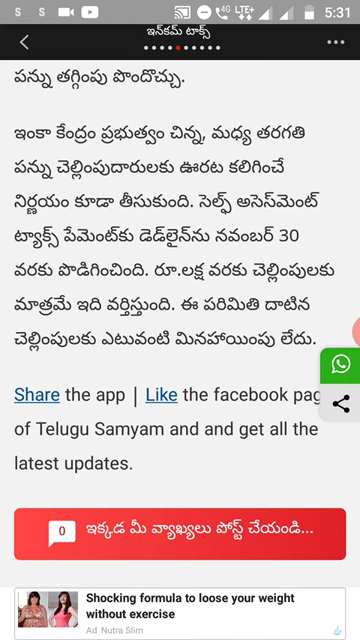 S S 4G LTE+ 5:31
ఇన్‌కమ్ టాక్స్
పన్ను తగ్గింపు పొందొచ్చు.
ఇంకా కేంద్రం ప్రభుత్వం చిన్న, మధ్య తరగతి
పన్ను చెల్లింపుదారులకు ఊరట కలిగించే
నిర్ణయం కూడా తీసుకుంది. సెల్ఫ్ అసెస్‌మెంట్
ట్యాక్స్ పేమెంట్‌కు డెడ్‌లైన్‌ను నవంబర్ 30
వరకు పొడిగించింది. రూ.లక్ష వరకు చెల్లింపులకు
మాత్రమే ఇది వర్తిస్తుంది. ఈ పరిమితి దాటిన
చెల్లింపులకు ఎటువంటి మినహాయింపు లేదు.
Share the app | Like the facebook pag
of Telugu Samyam and and get all the
latest updates.
0 ఇక్కడ మీ వ్యాఖ్యలు పోస్ట్ చేయండి...
Shocking formula to loose your weight
without exercise
Ad Nutra Slim